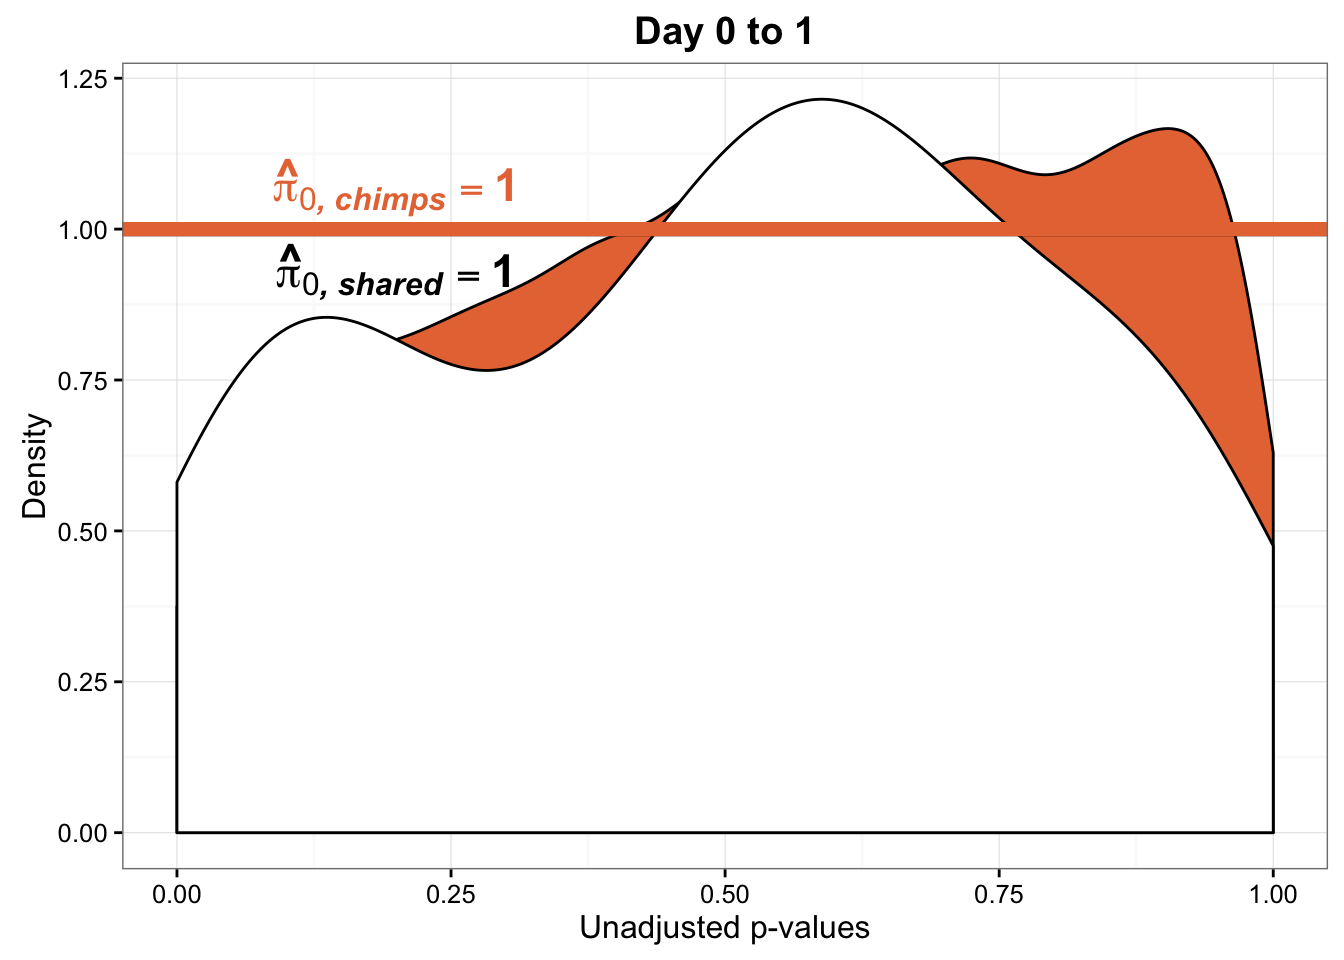 Day 0 to 1
1.25
π̂0, chimps = 1
1.00
π̂0, shared = 1
0.75
Density
0.50
0.25
0.00
0.00 0.25 0.50 0.75 1.00
Unadjusted p-values